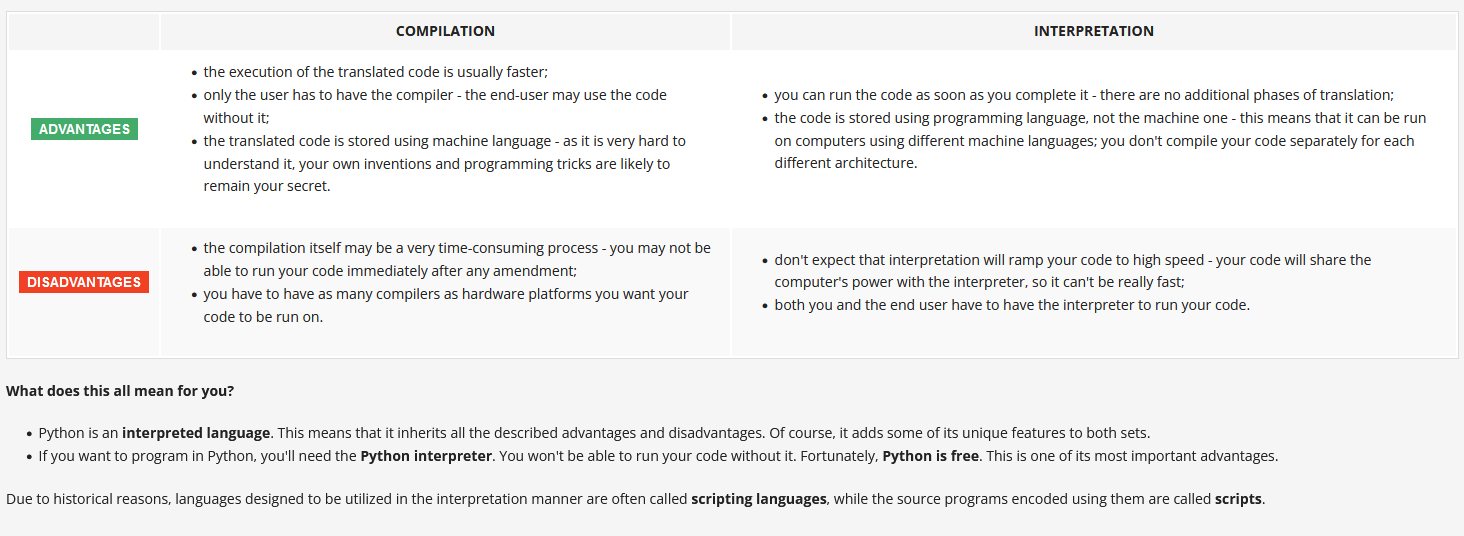 COMPILATION
INTERPRETATION
ADVANTAGES
• the execution of the translated code is usually faster;
• only the user has to have the compiler - the end-user may use the code
without it;
• the translated code is stored using machine language - as it is very hard to
understand it, your own inventions and programming tricks are likely to
remain your secret.
• you can run the code as soon as you complete it - there are no additional phases of translation;
• the code is stored using programming language, not the machine one - this means that it can be run
on computers using different machine languages; you don't compile your code separately for each
different architecture.
DISADVANTAGES
• the compilation itself may be a very time-consuming process - you may not be
able to run your code immediately after any amendment;
• you have to have as many compilers as hardware platforms you want your
code to be run on.
• don't expect that interpretation will ramp your code to high speed - your code will share the
computer's power with the interpreter, so it can't be really fast;
• both you and the end user have to have the interpreter to run your code.
What does this all mean for you?
• Python is an interpreted language. This means that it inherits all the described advantages and disadvantages. Of course, it adds some of its unique features to both sets.
• If you want to program in Python, you'll need the Python interpreter. You won't be able to run your code without it. Fortunately, Python is free. This is one of its most important advantages.
Due to historical reasons, languages designed to be utilized in the interpretation manner are often called scripting languages, while the source programs encoded using them are called scripts.